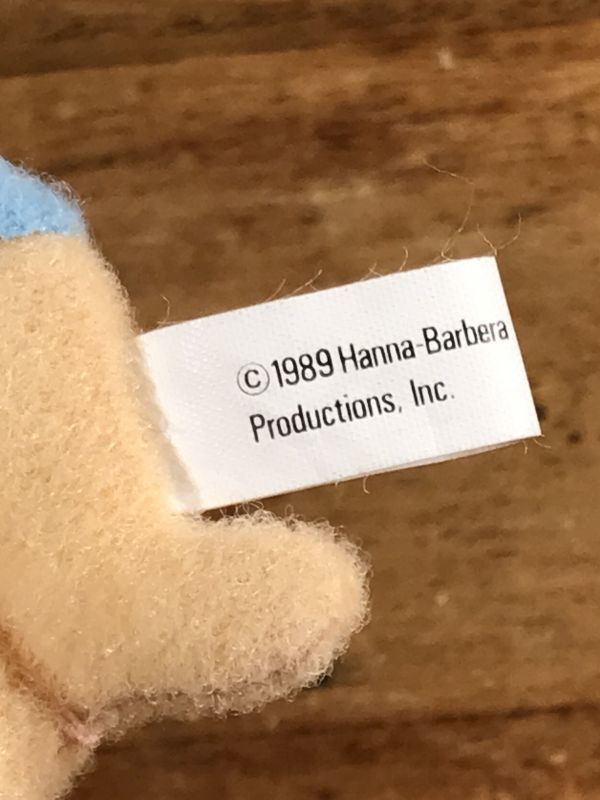 ©1989 Hanna-Barbera
Productions, Inc.